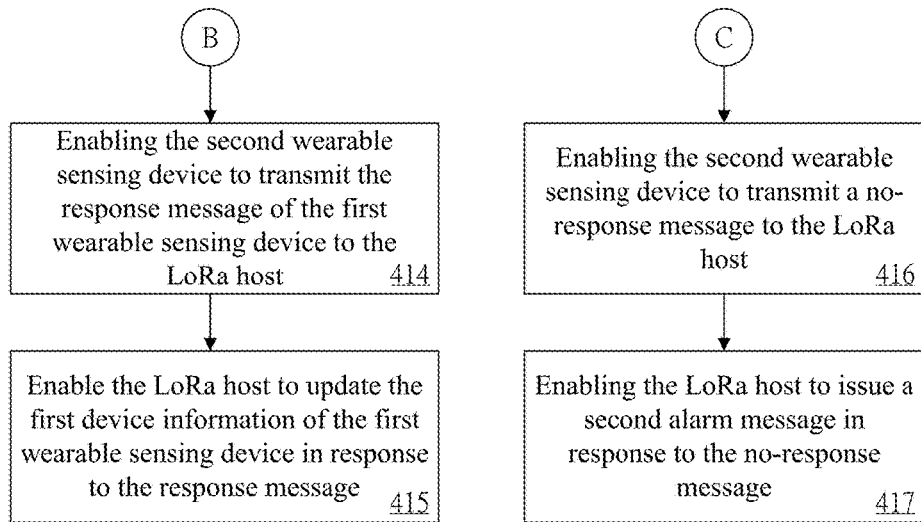 B
Enabling the second wearable
sensing device to transmit the
response message of the first
wearable sensing device to the
LoRa host
414
Enable the LoRa host to update the
first device information of the first
wearable sensing device in response
to the response message
415
C
Enabling the second wearable
sensing device to transmit a no-
response message to the LoRa
host
416
Enabling the LoRa host to issue a
second alarm message in
response to the no-response
message
417